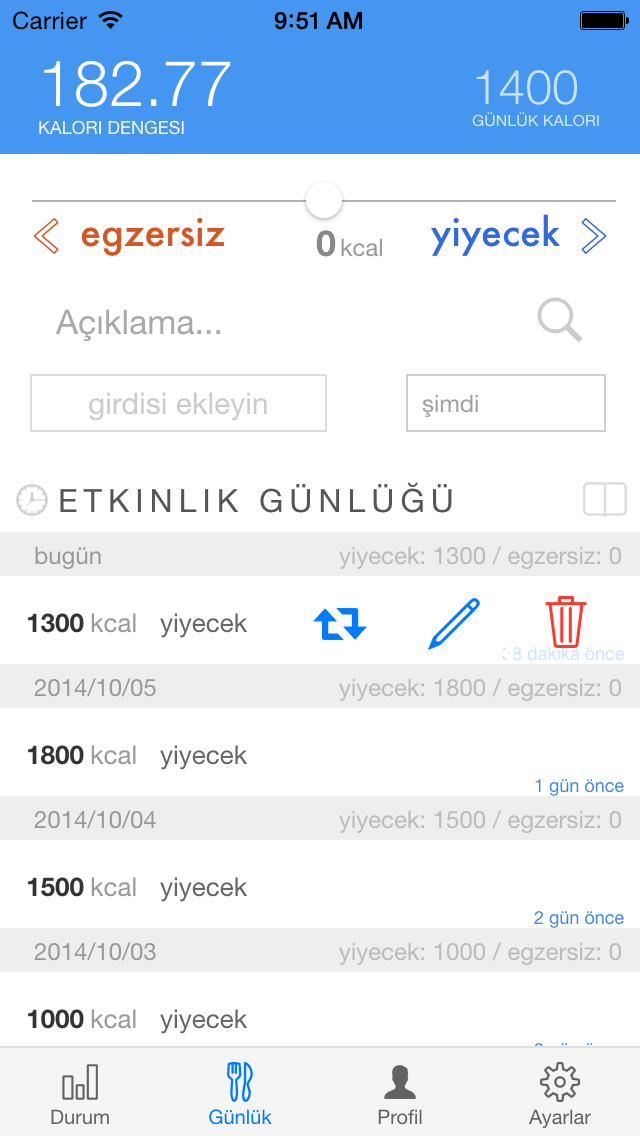 Carrier 9:51 AM
182.77 1400
KALORI DENGESI GÜNLÜK KALORI
egzersiz 0 kcal yiyecek
Açıklama...
girdisi ekleyin şimdi
ETKINLIK GÜNLÜĞÜ
bugün yiyecek: 1300 / egzersiz: 0
1300 kcal yiyecek
38 dakika önce
2014/10/05 yiyecek: 1800 / egzersiz: 0
1800 kcal yiyecek
1 gün önce
2014/10/04 yiyecek: 1500 / egzersiz: 0
1500 kcal yiyecek
2 gün önce
2014/10/03 yiyecek: 1000 / egzersiz: 0
1000 kcal yiyecek
Durum Günlük Profil Ayarlar